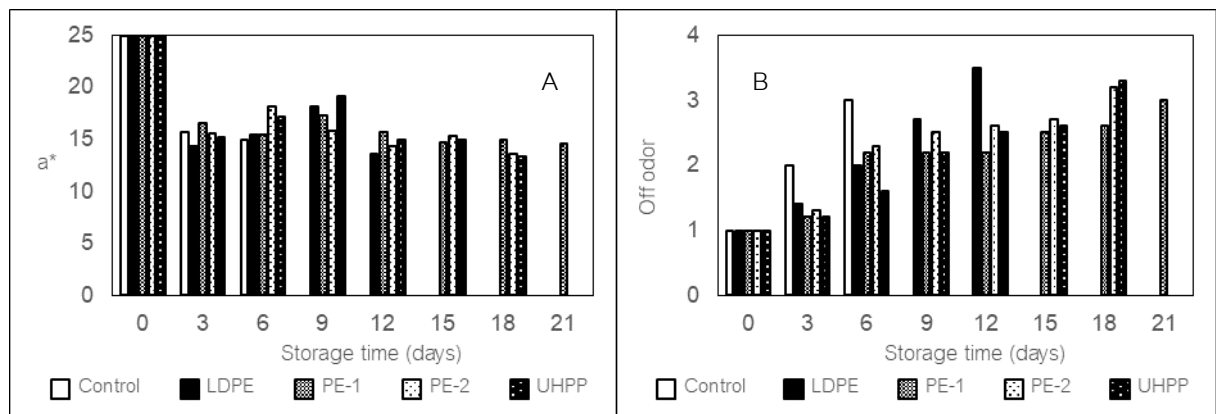 25
20
15
10
5
0
a*
A
0 3 6 9 12 15 18 21
Storage time (days)
Control LDPE PE-1 PE-2 UHPP
4
3
2
1
0
Off odor
B
0 3 6 9 12 15 18 21
Storage time (days)
Control LDPE PE-1 PE-2 UHPP